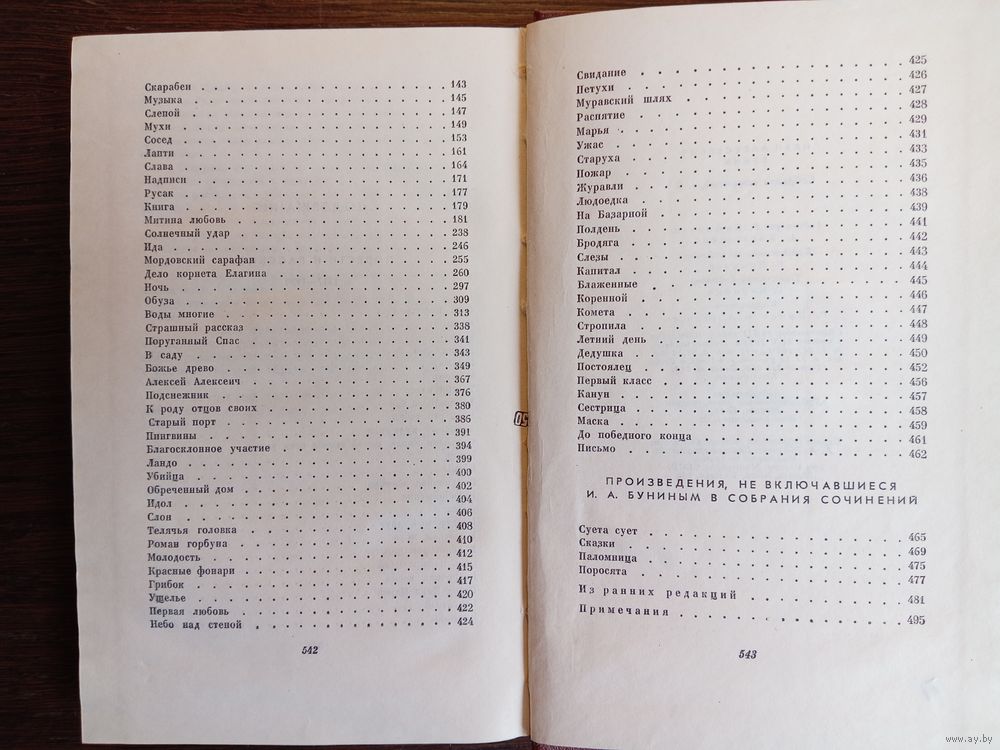 Скарабеи . . . 143
Музыка . . . 145
Слепой . . . 147
Мухи . . . 149
Сосед . . . 153
Лапти . . . 161
Слава . . . 164
Надписи . . . 171
Русак . . . 177
Книга . . . 179
Митина любовь . . . 181
Солнечный удар . . . 238
Ида . . . 246
Мордовский сарафан . . . 255
Дело корнета Елагина . . . 260
Ночь . . . 297
Обуза . . . 309
Воды многие . . . 313
Страшный рассказ . . . 338
Поруганный Спас . . . 341
В саду . . . 343
Божье древо . . . 349
Алексей Алексеич . . . 367
Подснежник . . . 376
К роду отцов своих . . . 380
Старый порт . . . 386
Пингвины . . . 391
Благосклонное участие . . . 394
Ландо . . . 399
Убийца . . . 400
Обреченный дом . . . 402
Идол . . . 404
Слон . . . 406
Телячья головка . . . 408
Роман горбуна . . . 410
Молодость . . . 412
Красные фонари . . . 415
Грибок . . . 417
Ущелье . . . 420
Первая любовь . . . 422
Небо над стеной . . . 424
542
Свидание . . . 425
Петухи . . . 426
Муравский шлях . . . 427
Распятие . . . 428
Марья . . . 429
Ужас . . . 431
Старуха . . . 433
Пожар . . . 435
Журавли . . . 436
Людоедка . . . 438
На Базарной . . . 439
Полдень . . . 441
Бродяга . . . 442
Слезы . . . 443
Капитал . . . 444
Блаженные . . . 445
Коренной . . . 446
Комета . . . 447
Стропила . . . 448
Летний день . . . 449
Дедушка . . . 450
Постоялец . . . 452
Первый класс . . . 456
Канун . . . 457
Сестрица . . . 458
Маска . . . 459
До победного конца . . . 461
Письмо . . . 462
ПРОИЗВЕДЕНИЯ, НЕ ВКЛЮЧАВШИЕСЯ
И. А. БУНИНЫМ В СОБРАНИЯ СОЧИНЕНИЙ
Суета сует . . . 465
Сказки . . . 469
Паломница . . . 475
Поросята . . . 477
Из ранних редакций . . . 481
Примечания . . . 495
543
www.ay.by